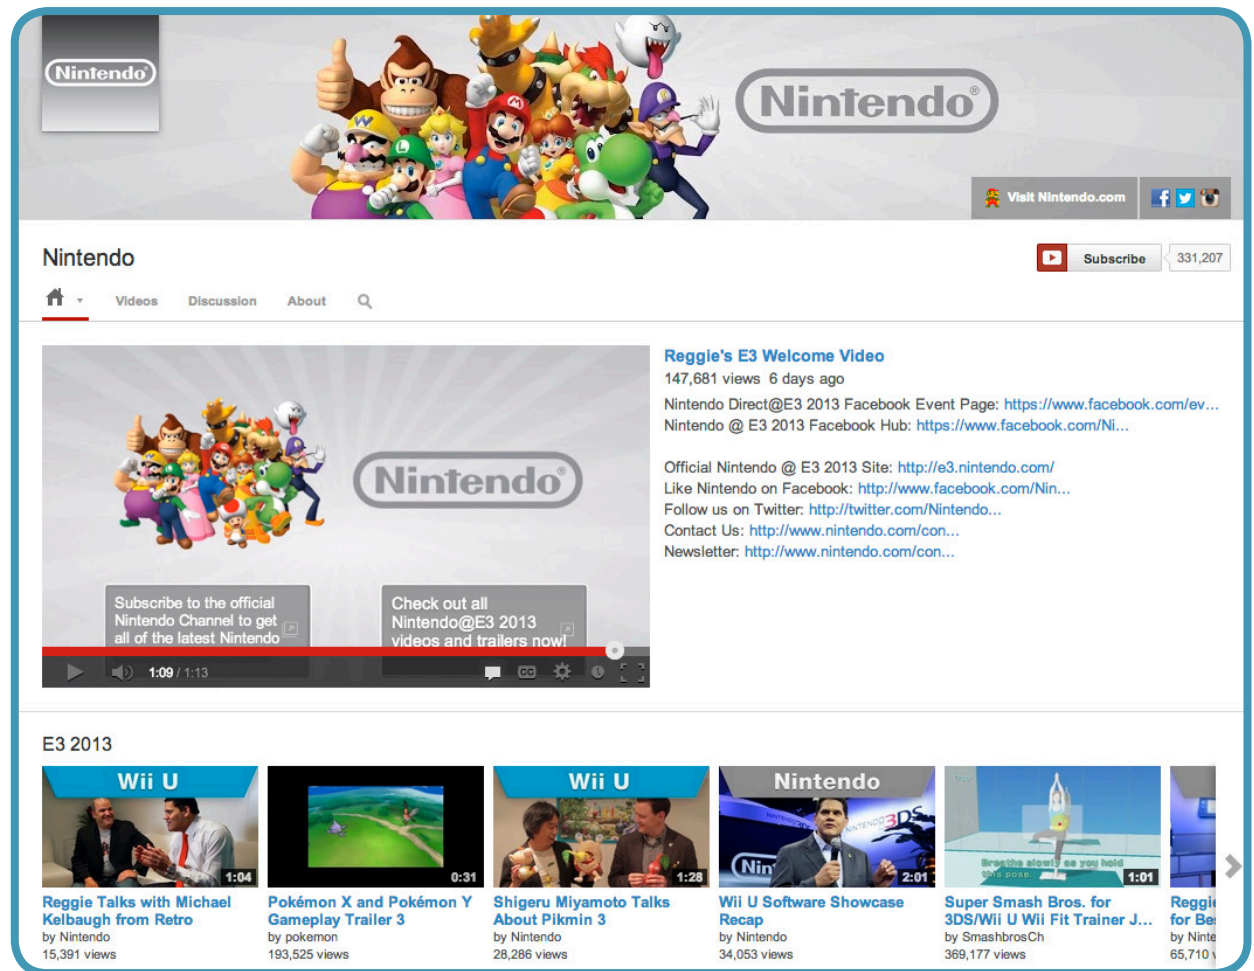 Nintendo
Nintendo®
Visit Nintendo.com
Nintendo
Subscribe 331,207
Videos Discussion About
Reggie's E3 Welcome Video
147,681 views 6 days ago
Nintendo Direct@E3 2013 Facebook Event Page: https://www.facebook.com/ev...
Nintendo @ E3 2013 Facebook Hub: https://www.facebook.com/Ni...
Official Nintendo @ E3 2013 Site: http://e3.nintendo.com/
Like Nintendo on Facebook: http://www.facebook.com/Nin...
Follow us on Twitter: http://twitter.com/Nintendo...
Contact Us: http://www.nintendo.com/con...
Newsletter: http://www.nintendo.com/con...
Nintendo®
Subscribe to the official
Nintendo Channel to get
all of the latest Nintendo
Check out all
Nintendo@E3 2013
videos and trailers now!
1:09 / 1:13
CC
E3 2013
Wii U
1:04
Reggie Talks with Michael
Kelbaugh from Retro
by Nintendo
15,391 views
0:31
Pokémon X and Pokémon Y
Gameplay Trailer 3
by pokemon
193,525 views
Wii U
1:28
Shigeru Miyamoto Talks
About Pikmin 3
by Nintendo
28,286 views
Nintendo
NINTENDO3DS
Nin
2:01
Wii U Software Showcase
Recap
by Nintendo
34,053 views
Breathe slowly as you hold
this pose.
1:01
Super Smash Bros. for
3DS/Wii U Wii Fit Trainer J...
by SmashbrosCh
369,177 views
Reggie
for Be
by Ninte
65,710